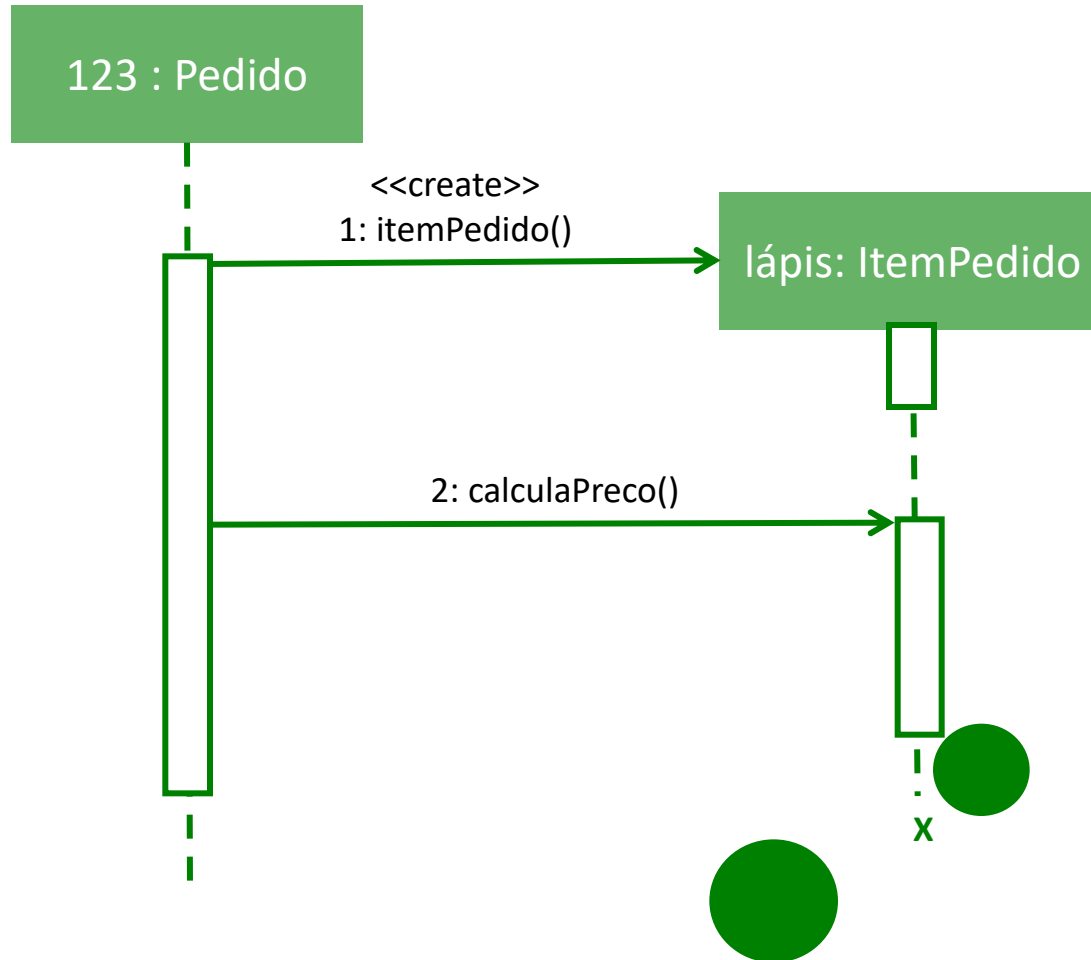 123 : Pedido
<<create>>
1: itemPedido()
lápis: ItemPedido
2: calculaPreco()
X